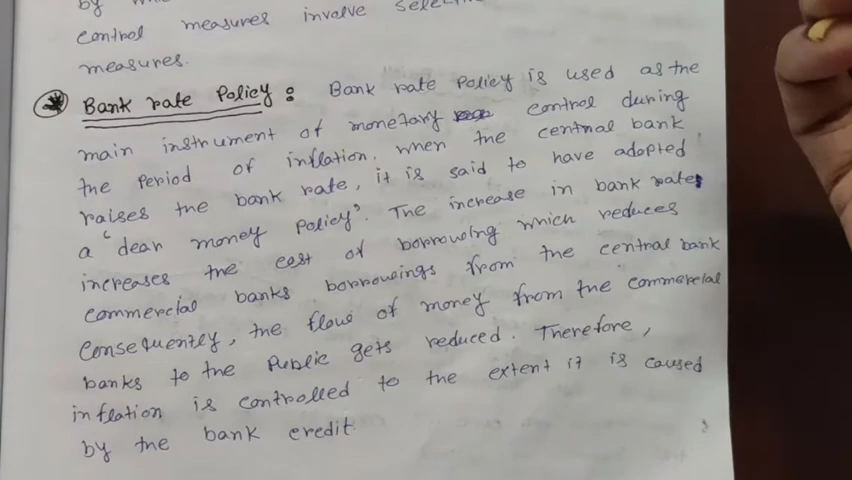 by
control measures involve
measures.
Bank rate Policy : Bank rate Policy is used as the
main instrument of monetary control during
the Period of inflation. When the central bank
raises the bank rate, it is said to have adopted
a 'dear money Policy'. The increase in bank rate
increases the cost of borrowing which reduces
commercial banks borrowings from the central bank
Consequently, the flow of money from the commercial
banks to the Public gets reduced. Therefore,
inflation is controlled to the extent it is caused
by the bank credit.